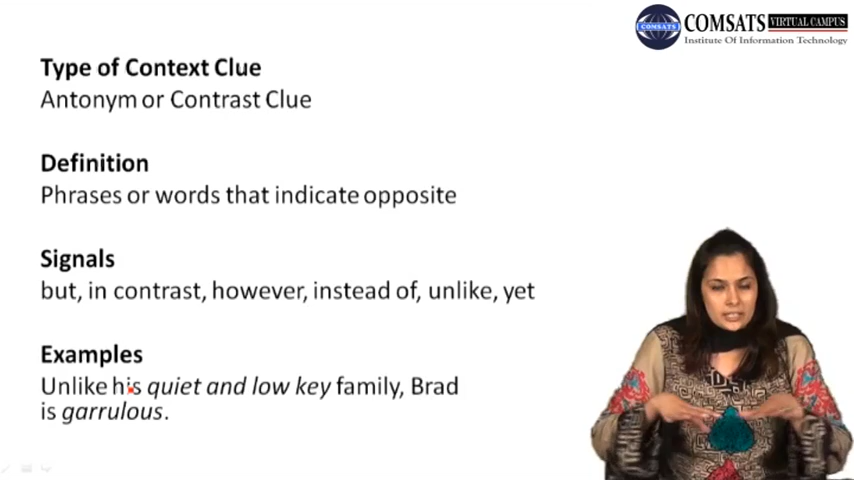 COMSATS VIRTUAL CAMPUS
COMSATS
Institute Of Information Technology
Type of Context Clue
Antonym or Contrast Clue
Definition
Phrases or words that indicate opposite
Signals
but, in contrast, however, instead of, unlike, yet
Examples
Unlike his quiet and low key family, Brad
is garrulous.